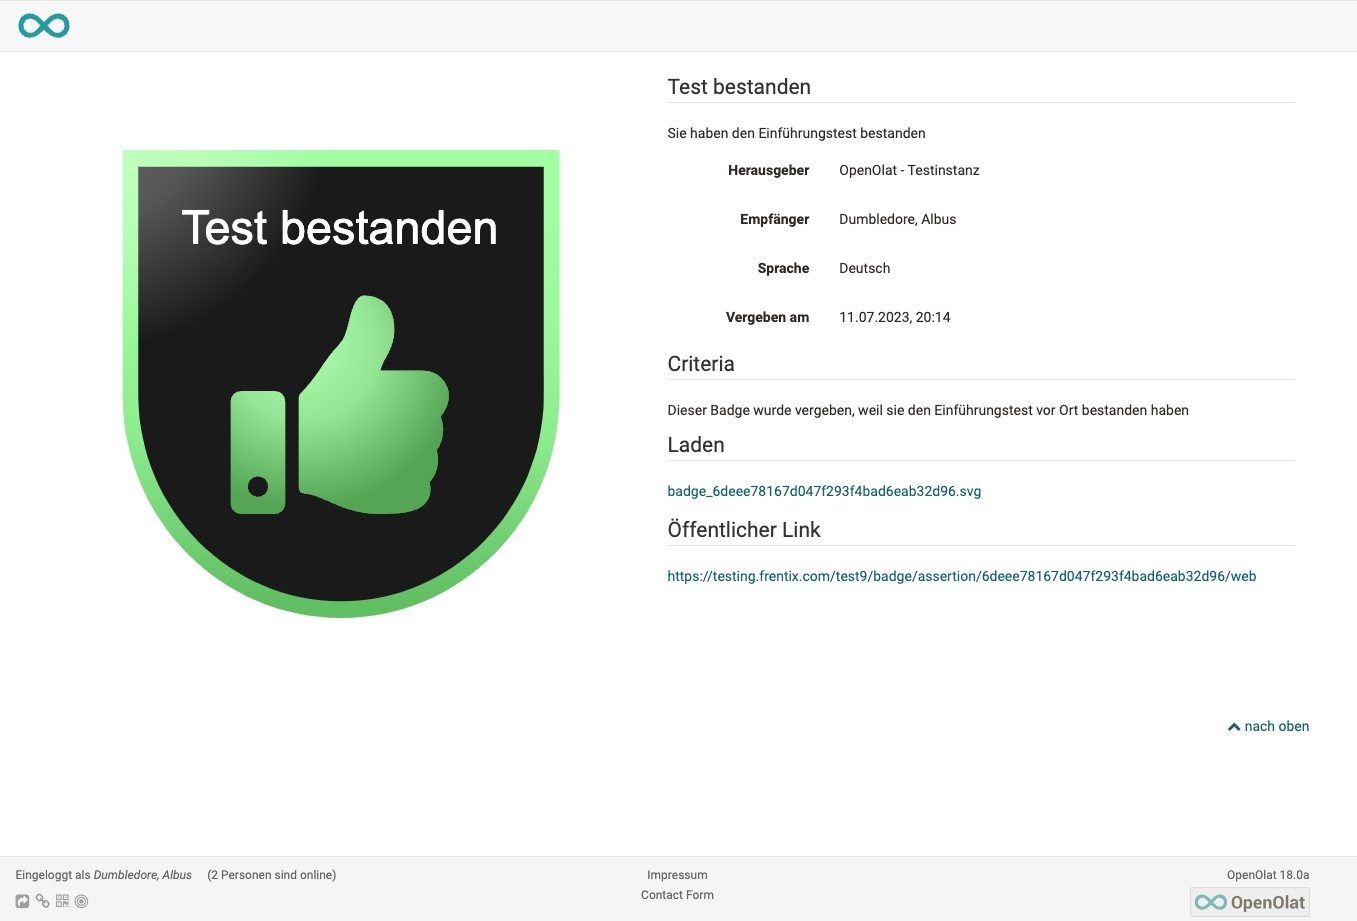 Test bestanden
Test bestanden
Sie haben den Einführungstest bestanden
Herausgeber OpenOlat - Testinstanz
Empfänger Dumbledore, Albus
Sprache Deutsch
Vergeben am 11.07.2023, 20:14
Criteria
Dieser Badge wurde vergeben, weil sie den Einführungstest vor Ort bestanden haben
Laden
badge_6deee78167d047f293f4bad6eab32d96.svg
Öffentlicher Link
https://testing.frentix.com/test9/badge/assertion/6deee78167d047f293f4bad6eab32d96/web
nach oben
Eingeloggt als Dumbledore, Albus (2 Personen sind online)
Impressum
Contact Form
OpenOlat 18.0a
OpenOlat